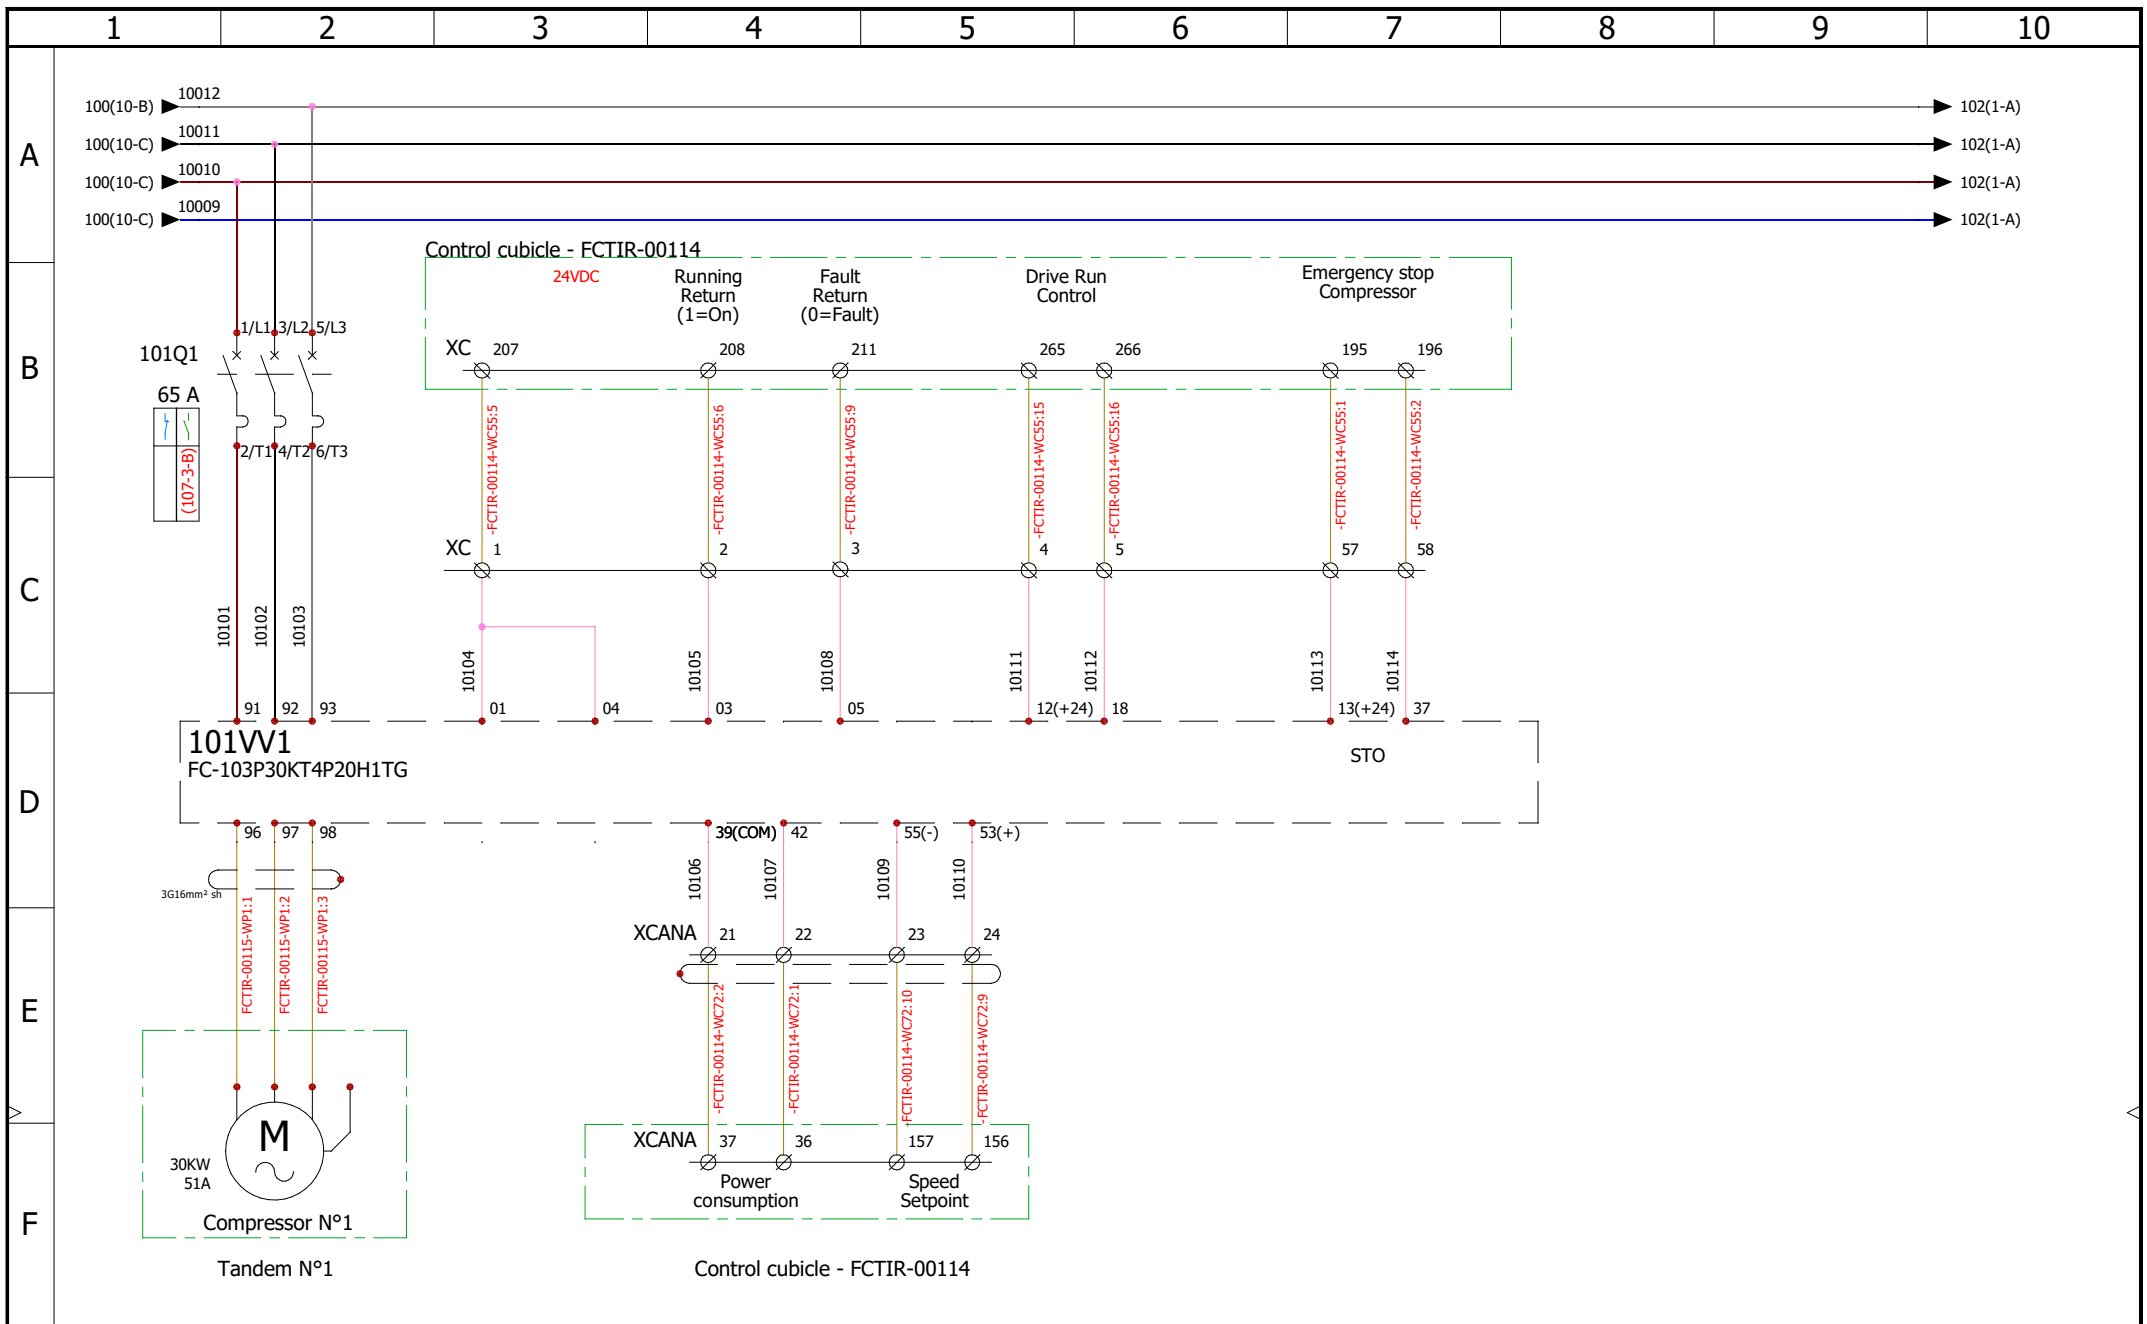 1 2 3 4 5 6 7 8 9 10
A
100(10-B) 10012 102(1-A)
100(10-C) 10011 102(1-A)
100(10-C) 10010 102(1-A)
100(10-C) 10009 102(1-A)
Control cubicle - FCTIR-00114
24VDC
Running
Return
(1=On)
Fault
Return
(0=Fault)
Drive Run
Control
Emergency stop
Compressor
B
1/L1 3/L2 5/L3
101Q1
65 A
(107-3-B)
2/T1 4/T2 6/T3
XC 207 208 211 265 266 195 196
-FCTIR-00114-WC55:5
-FCTIR-00114-WC55:6
-FCTIR-00114-WC55:9
-FCTIR-00114-WC55:15
-FCTIR-00114-WC55:16
-FCTIR-00114-WC55:1
-FCTIR-00114-WC55:2
C
XC 1 2 3 4 5 57 58
10101 10102 10103 10104 10105 10108 10111 10112 10113 10114
91 92 93 01 04 03 05 12(+24) 18 13(+24) 37
D
101VV1
FC-103P30KT4P20H1TG
STO
96 97 98 39(COM) 42 55(-) 53(+)
3G16mm² sh
10106 10107 10109 10110
FCTIR-00115-WP1:1
FCTIR-00115-WP1:2
FCTIR-00115-WP1:3
E
XCANA 21 22 23 24
-FCTIR-00114-WC72:2
-FCTIR-00114-WC72:1
-FCTIR-00114-WC72:10
-FCTIR-00114-WC72:9
XCANA 37 36 157 156
Power
consumption
Speed
Setpoint
F
M
30KW
51A
Compressor N°1
Tandem N°1
Control cubicle - FCTIR-00114